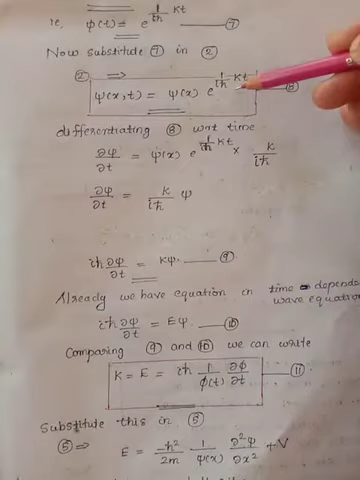 ie, φ(t) = e^{1/iħ Kt} —— ⑦
Now substitute ⑦ in ②
② ⟹
ψ(x,t) = ψ(x) e^{1/iħ Kt} ⑧
differentiating ⑧ wrt time
∂ψ/∂t = ψ(x) e^{1/iħ Kt} × K/iħ
∂ψ/∂t = K/iħ ψ
iħ ∂ψ/∂t = Kψ —— ⑨
Already we have equation in time dependen
wave equation
iħ ∂ψ/∂t = Eψ —— ⑩
Comparing ⑨ and ⑩ we can write
K = E = iħ 1/φ(t) ∂φ/∂t —— ⑪
Substitute this in ⑤
⑤ ⟹ E = -ħ²/2m 1/ψ(x) ∂²ψ/∂x² + V